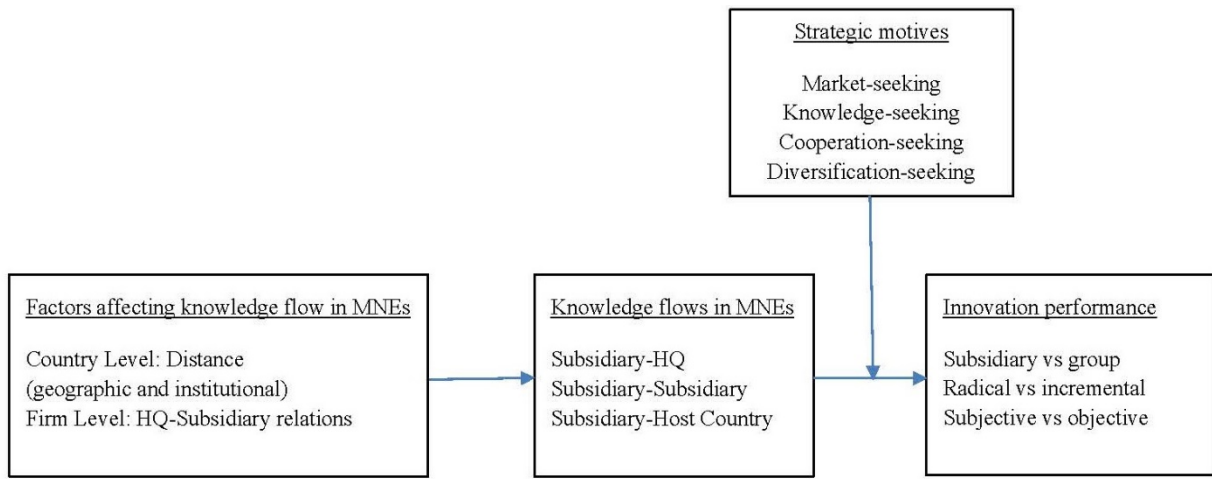 Strategic motives
Market-seeking
Knowledge-seeking
Cooperation-seeking
Diversification-seeking
Factors affecting knowledge flow in MNEs
Country Level: Distance
(geographic and institutional)
Firm Level: HQ-Subsidiary relations
Knowledge flows in MNEs
Subsidiary-HQ
Subsidiary-Subsidiary
Subsidiary-Host Country
Innovation performance
Subsidiary vs group
Radical vs incremental
Subjective vs objective